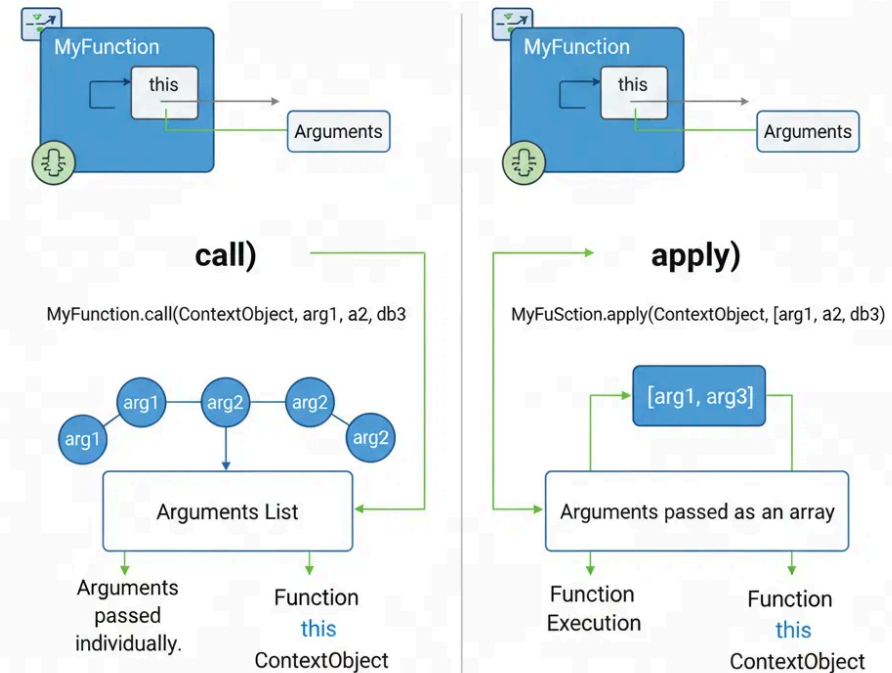 MyFunction
this
Arguments
call)
MyFunction.call(ContextObject, arg1, a2, db3
arg1
arg1
arg2
arg2
arg2
Arguments List
Arguments
passed
individually.
Function
this
ContextObject
MyFunction
this
Arguments
apply)
MyFuSction.apply(ContextObject, [arg1, a2, db3)
[arg1, arg3]
Arguments passed as an array
Function
Execution
Function
this
ContextObject